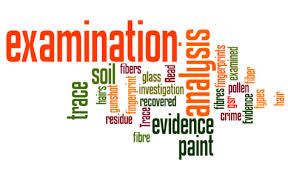 examination
analysis
soil
fibers
glass
Read
fingerprints
examined
trace
hairs
gunshot
fingerprint
investigation
recovered
fibres
gsr
pollen
evidence
fiber
types
hair
residue
Trace
crime
evidence
fibre
paint